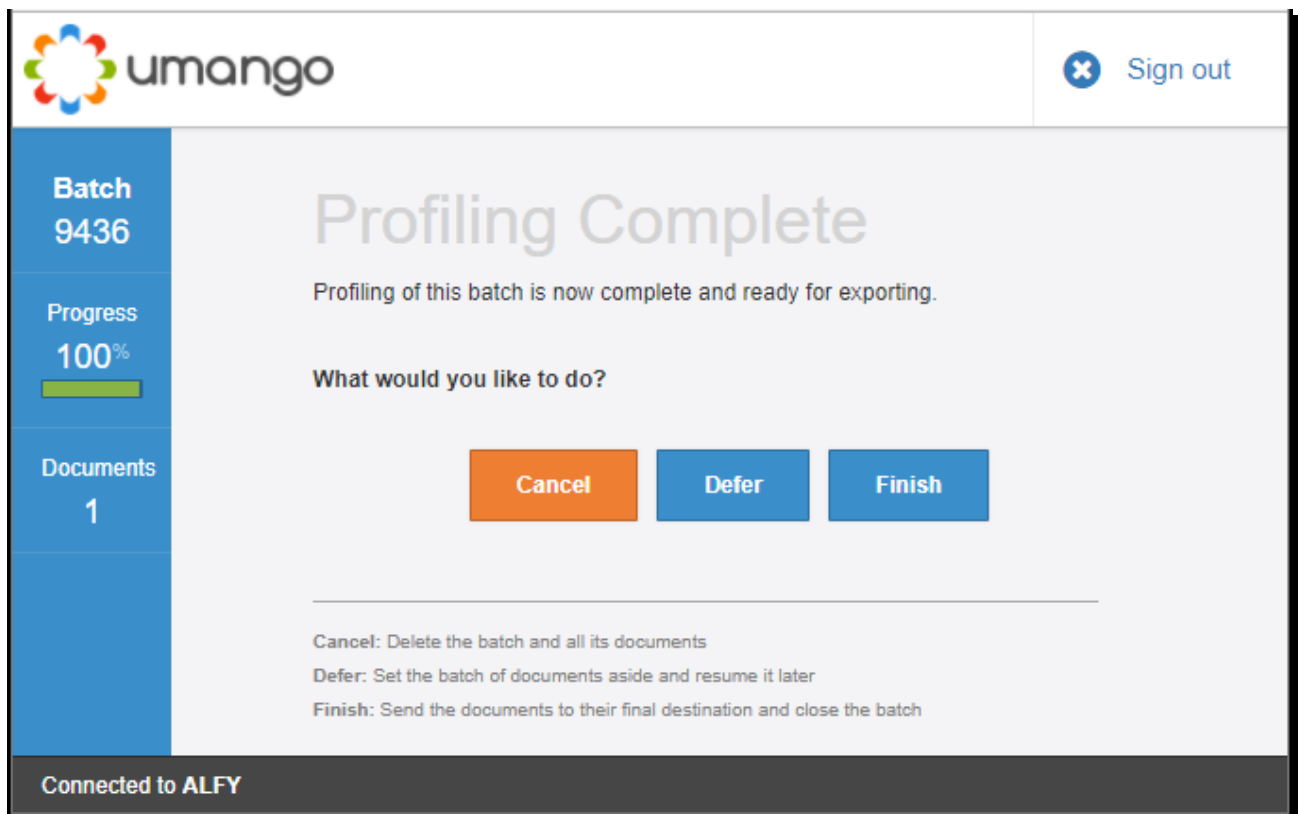 umango
Sign out
Batch
9436
Progress
100%
Documents
1
Profiling Complete
Profiling of this batch is now complete and ready for exporting.
What would you like to do?
Cancel
Defer
Finish
Cancel: Delete the batch and all its documents
Defer: Set the batch of documents aside and resume it later
Finish: Send the documents to their final destination and close the batch
Connected to ALFY